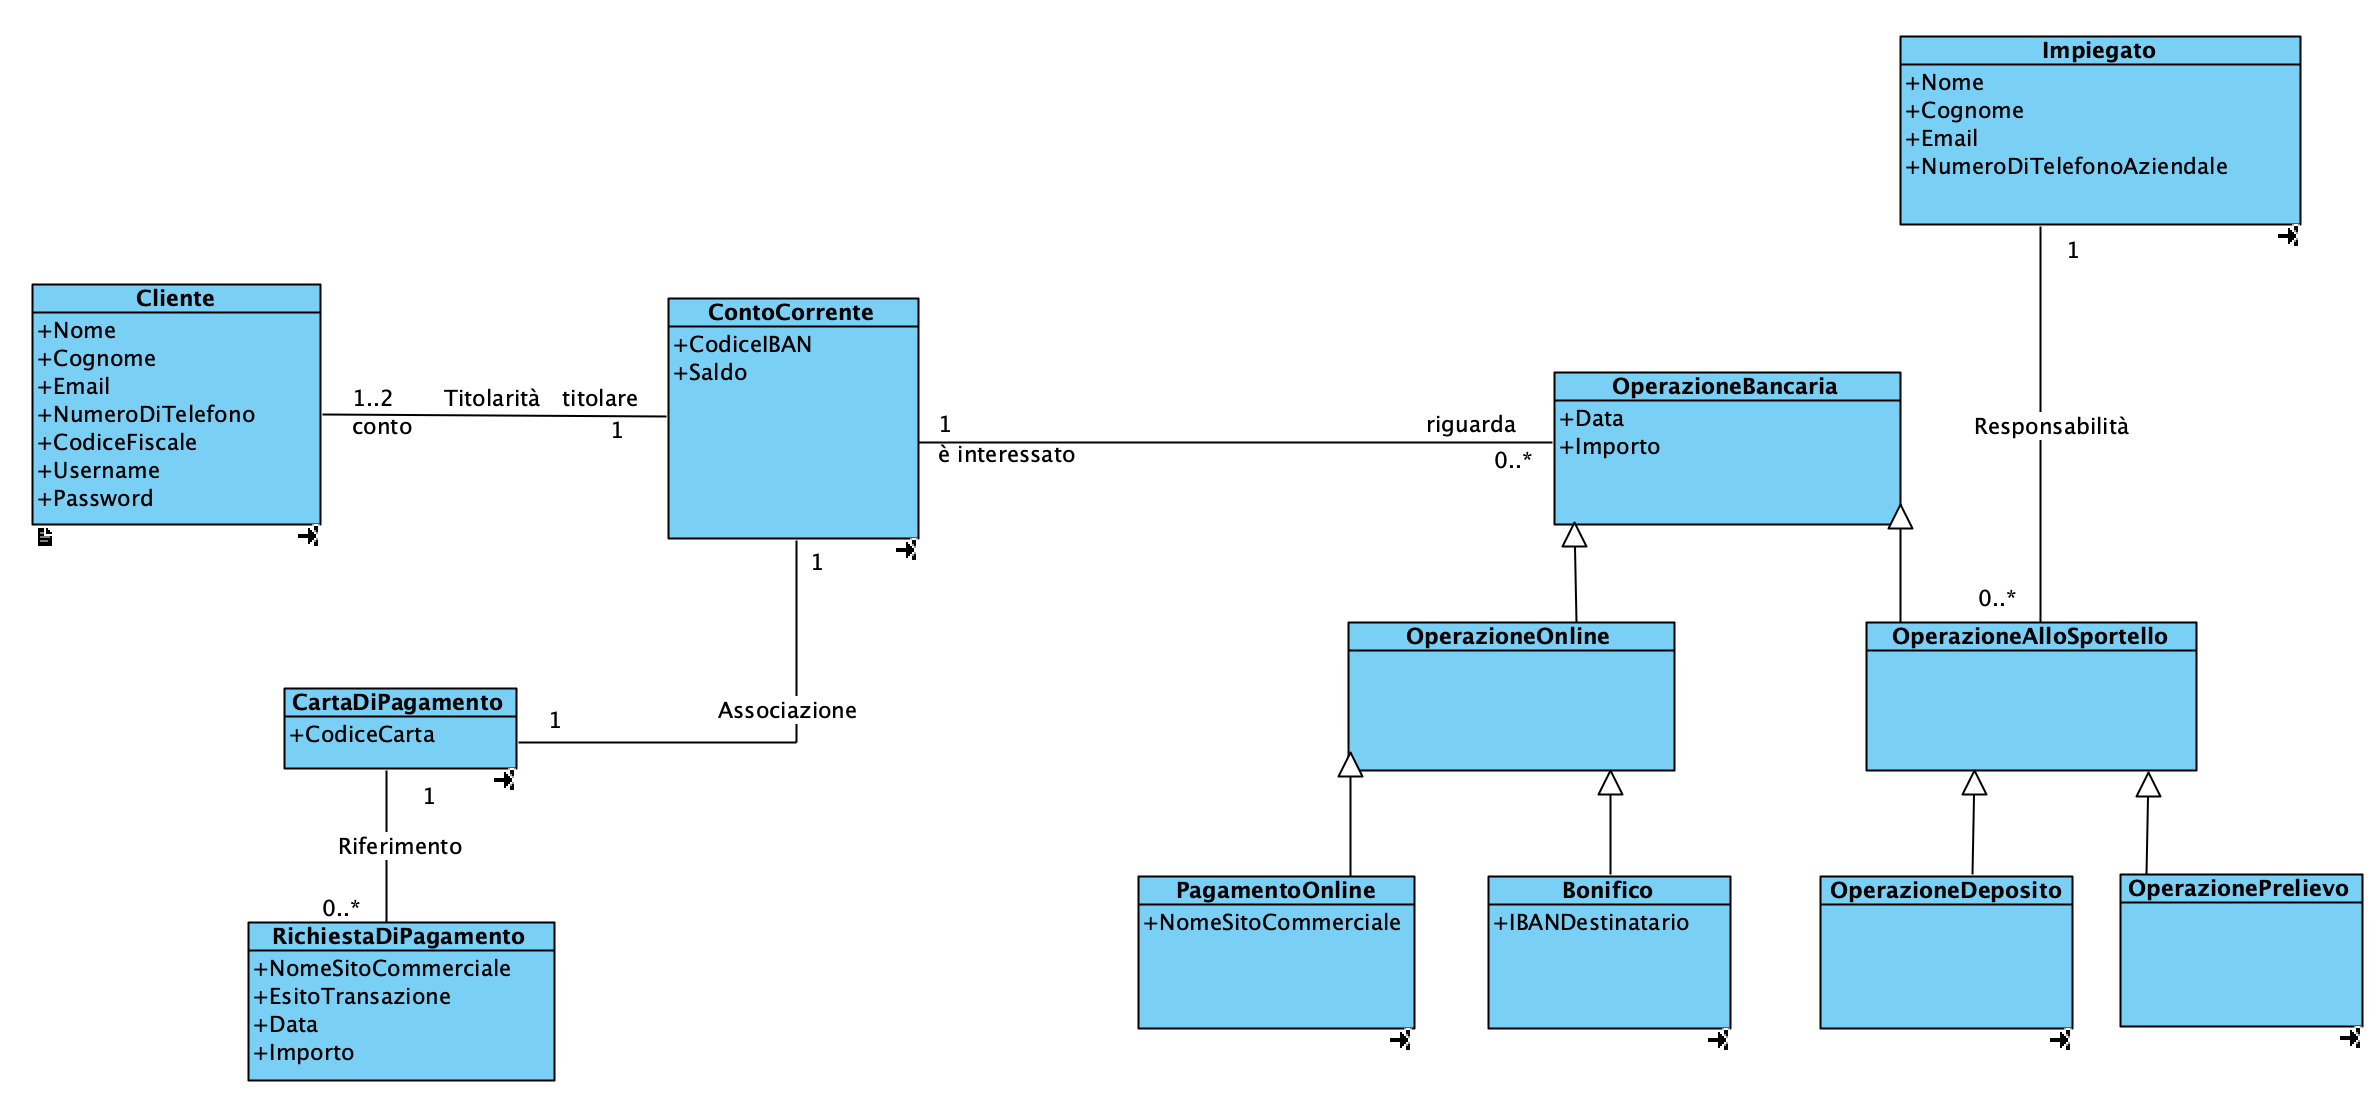 Impiegato
+Nome
+Cognome
+Email
+NumeroDiTelefonoAziendale
1
Responsabilità
0..*
Cliente
+Nome
+Cognome
+Email
+NumeroDiTelefono
+CodiceFiscale
+Username
+Password
1..2
conto
Titolarità
titolare
1
ContoCorrente
+CodiceIBAN
+Saldo
1
è interessato
riguarda
0..*
OperazioneBancaria
+Data
+Importo
1
Associazione
1
CartaDiPagamento
+CodiceCarta
1
Riferimento
0..*
RichiestaDiPagamento
+NomeSitoCommerciale
+EsitoTransazione
+Data
+Importo
OperazioneOnline
OperazioneAlloSportello
PagamentoOnline
+NomeSitoCommerciale
Bonifico
+IBANDestinatario
OperazioneDeposito
OperazionePrelievo